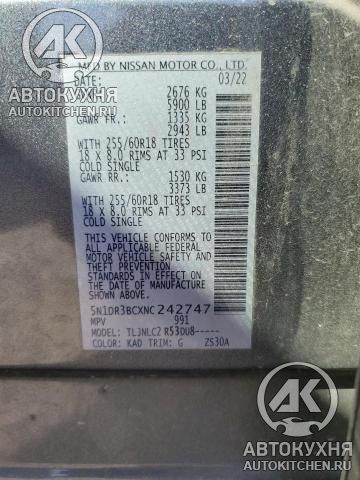 MFD BY NISSAN MOTOR CO., LTD.
DATE: 03/22
2676 KG
5900 LB
GAWR FR.: 1335 KG
2943 LB
WITH 255/60R18 TIRES
18 X 8.0 RIMS AT 33 PSI
COLD SINGLE
GAWR RR.: 1530 KG
3373 LB
WITH 255/60R18 TIRES
18 X 8.0 RIMS AT 33 PSI
COLD SINGLE
THIS VEHICLE CONFORMS TO
ALL APPLICABLE FEDERAL
MOTOR VEHICLE SAFETY
AND THEFT PREVENTION
STANDARDS IN EFFECT ON
THE DATE OF MANUFACTURE
SHOWN ABOVE.
5N1DR3BCXNC242747
MPV 991
MODEL: TLJNLC2 R53DU8-----
COLOR: KAD TRIM: G ZS30A
АВТОКУХНЯ
AUTOKITCHEN.RU
АВТОКУХНЯ
AUTOKITCHEN.RU